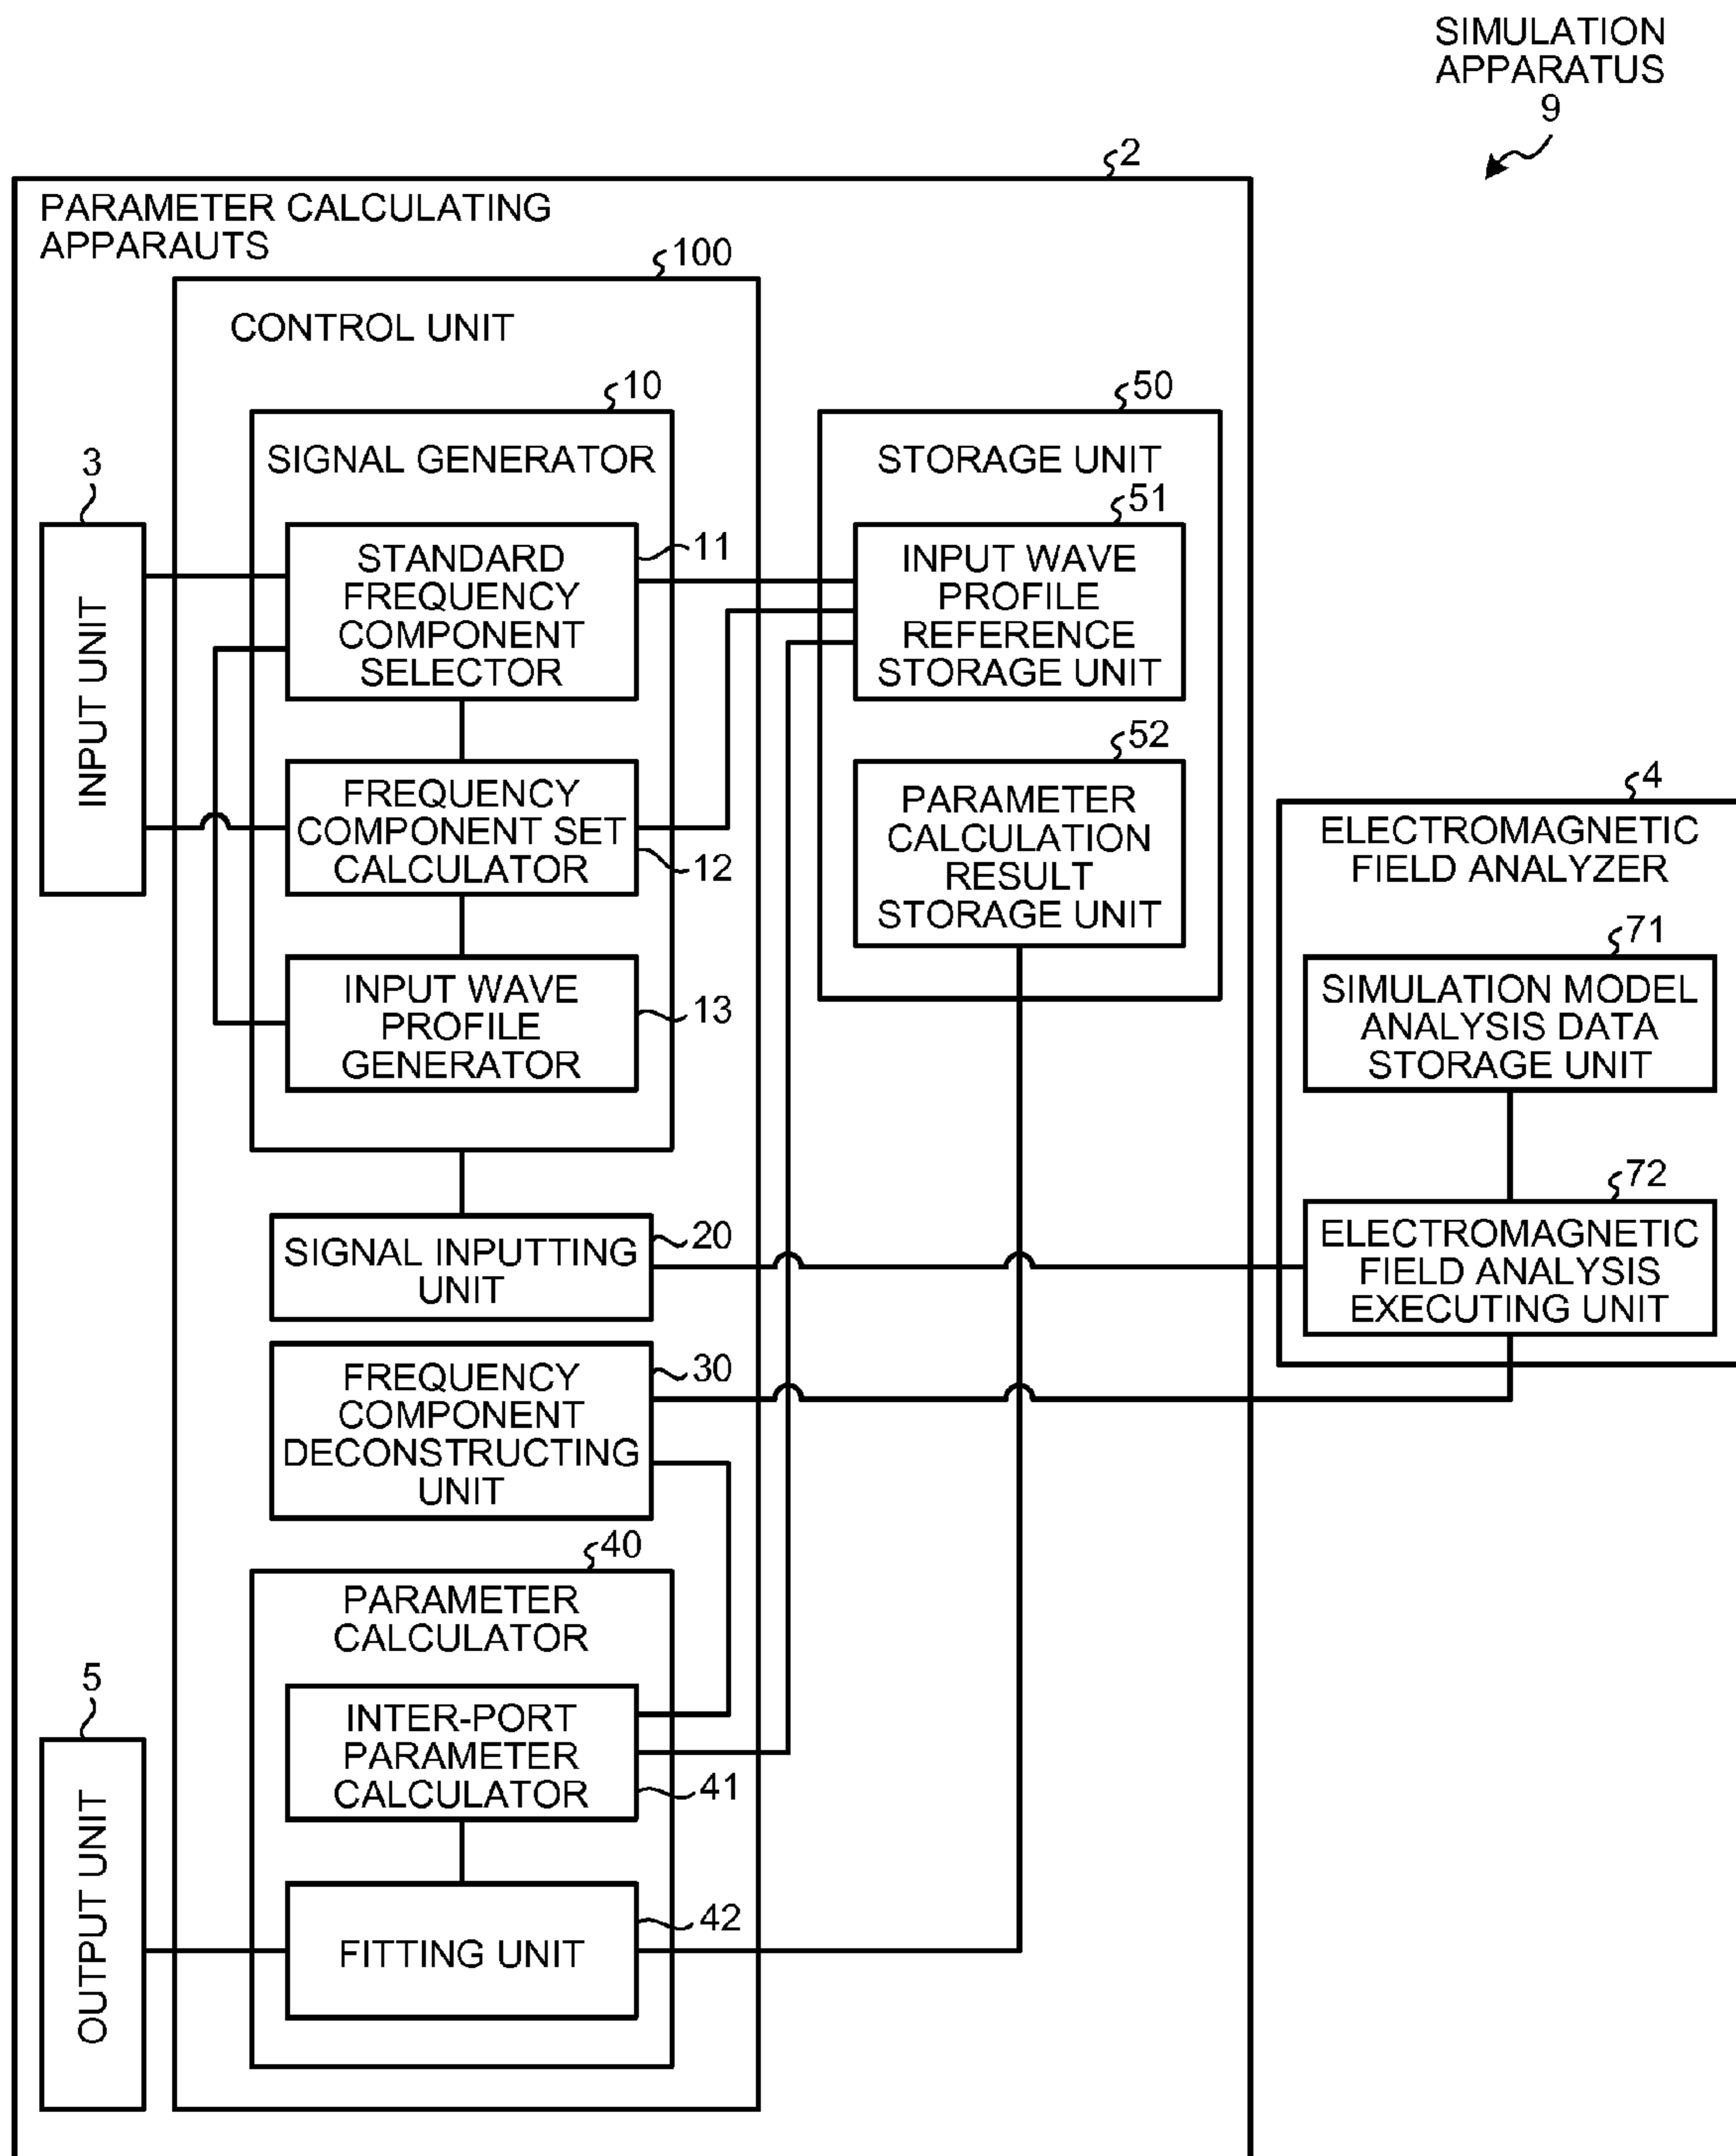 SIMULATION
APPARATUS
9
2
PARAMETER CALCULATING
APPARAUTS
100
CONTROL UNIT
10
SIGNAL GENERATOR
50
STORAGE UNIT
3
INPUT UNIT
STANDARD
FREQUENCY
COMPONENT
SELECTOR
11
51
INPUT WAVE
PROFILE
REFERENCE
STORAGE UNIT
FREQUENCY
COMPONENT SET
CALCULATOR
12
52
PARAMETER
CALCULATION
RESULT
STORAGE UNIT
4
ELECTROMAGNETIC
FIELD ANALYZER
INPUT WAVE
PROFILE
GENERATOR
13
71
SIMULATION MODEL
ANALYSIS DATA
STORAGE UNIT
SIGNAL INPUTTING
UNIT
20
72
ELECTROMAGNETIC
FIELD ANALYSIS
EXECUTING UNIT
FREQUENCY
COMPONENT
DECONSTRUCTING
UNIT
30
40
PARAMETER
CALCULATOR
INTER-PORT
PARAMETER
CALCULATOR
41
5
OUTPUT UNIT
FITTING UNIT
42